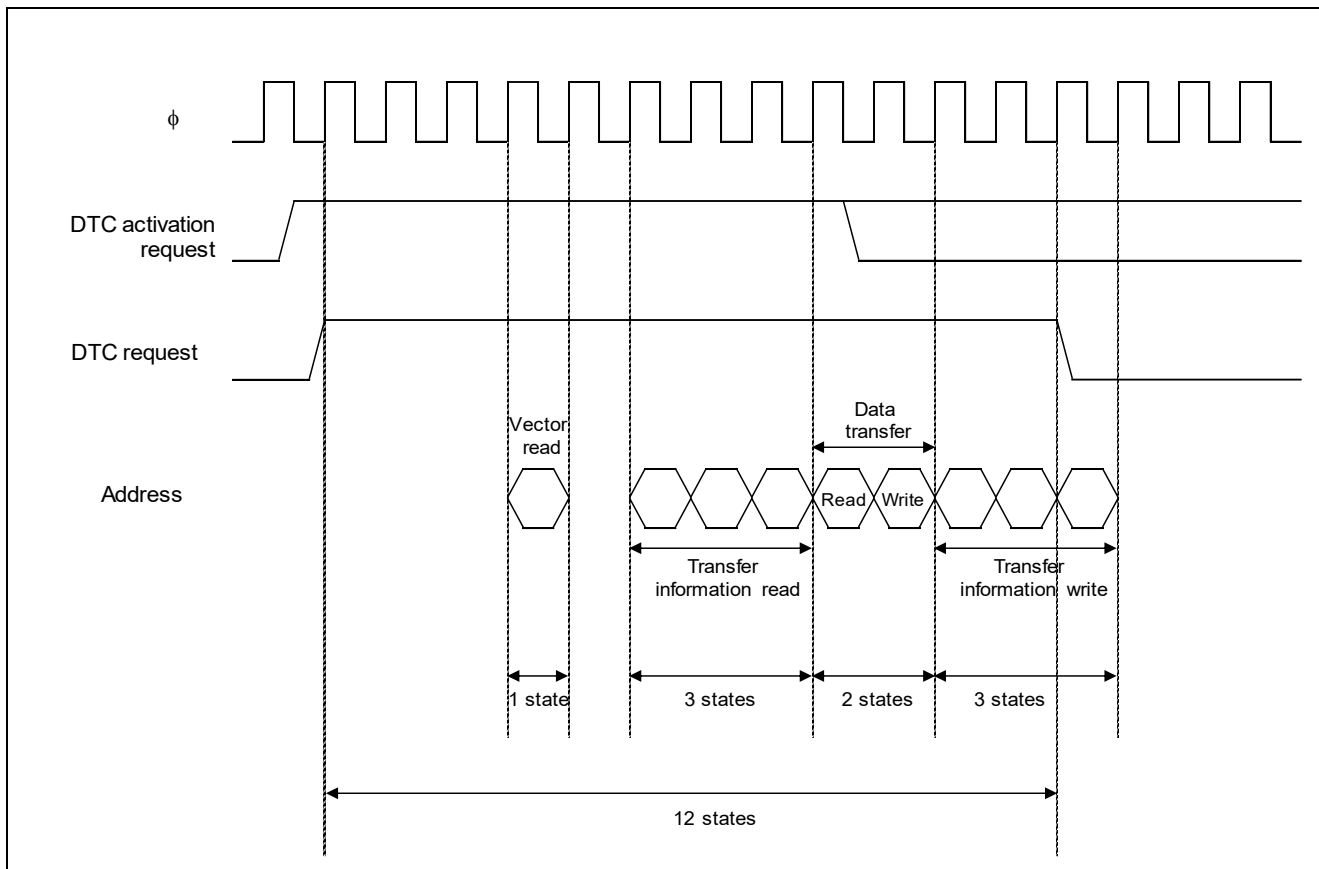 ϕ
DTC activation
request
DTC request
Vector
read
Data
transfer
Address
Read
Write
Transfer
information read
Transfer
information write
1 state
3 states
2 states
3 states
12 states